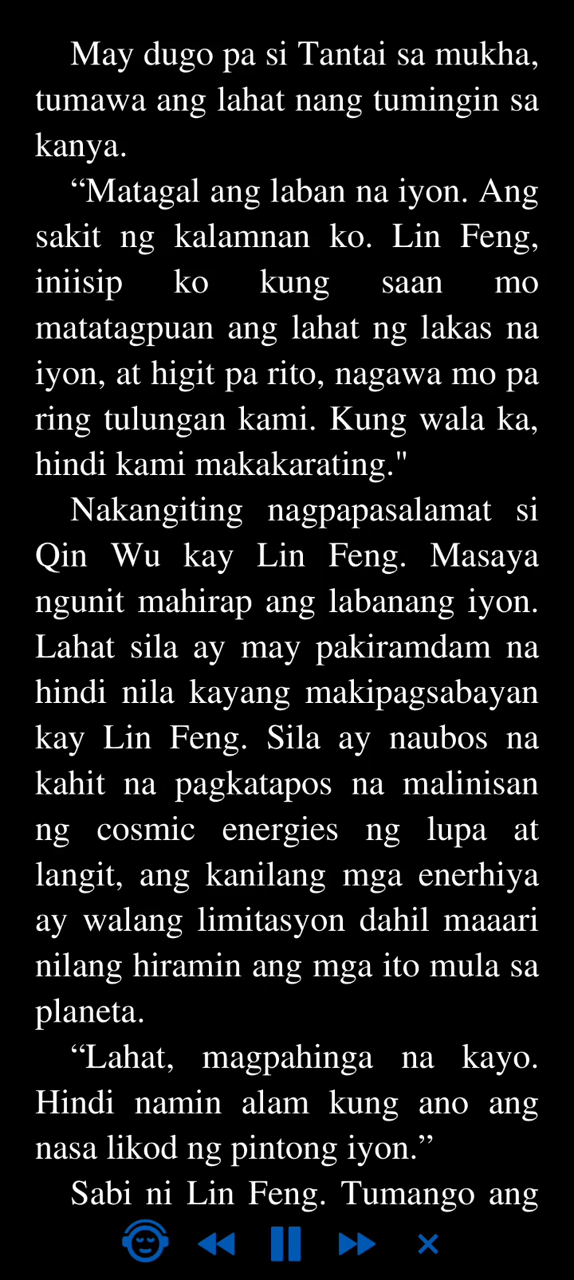 May dugo pa si Tantai sa mukha,
tumawa ang lahat nang tumingin sa
kanya.
“Matagal ang laban na iyon. Ang
sakit ng kalamnan ko. Lin Feng,
iniisip ko kung saan mo
matatagpuan ang lahat ng lakas na
iyon, at higit pa rito, nagawa mo pa
ring tulungan kami. Kung wala ka,
hindi kami makakarating."
Nakangiting nagpapasalamat si
Qin Wu kay Lin Feng. Masaya
ngunit mahirap ang labanang iyon.
Lahat sila ay may pakiramdam na
hindi nila kayang makipagsabayan
kay Lin Feng. Sila ay naubos na
kahit na pagkatapos na malinisan
ng cosmic energies ng lupa at
langit, ang kanilang mga enerhiya
ay walang limitasyon dahil maaari
nilang hiramin ang mga ito mula sa
planeta.
“Lahat, magpahinga na kayo.
Hindi namin alam kung ano ang
nasa likod ng pintong iyon.”
Sabi ni Lin Feng. Tumango ang